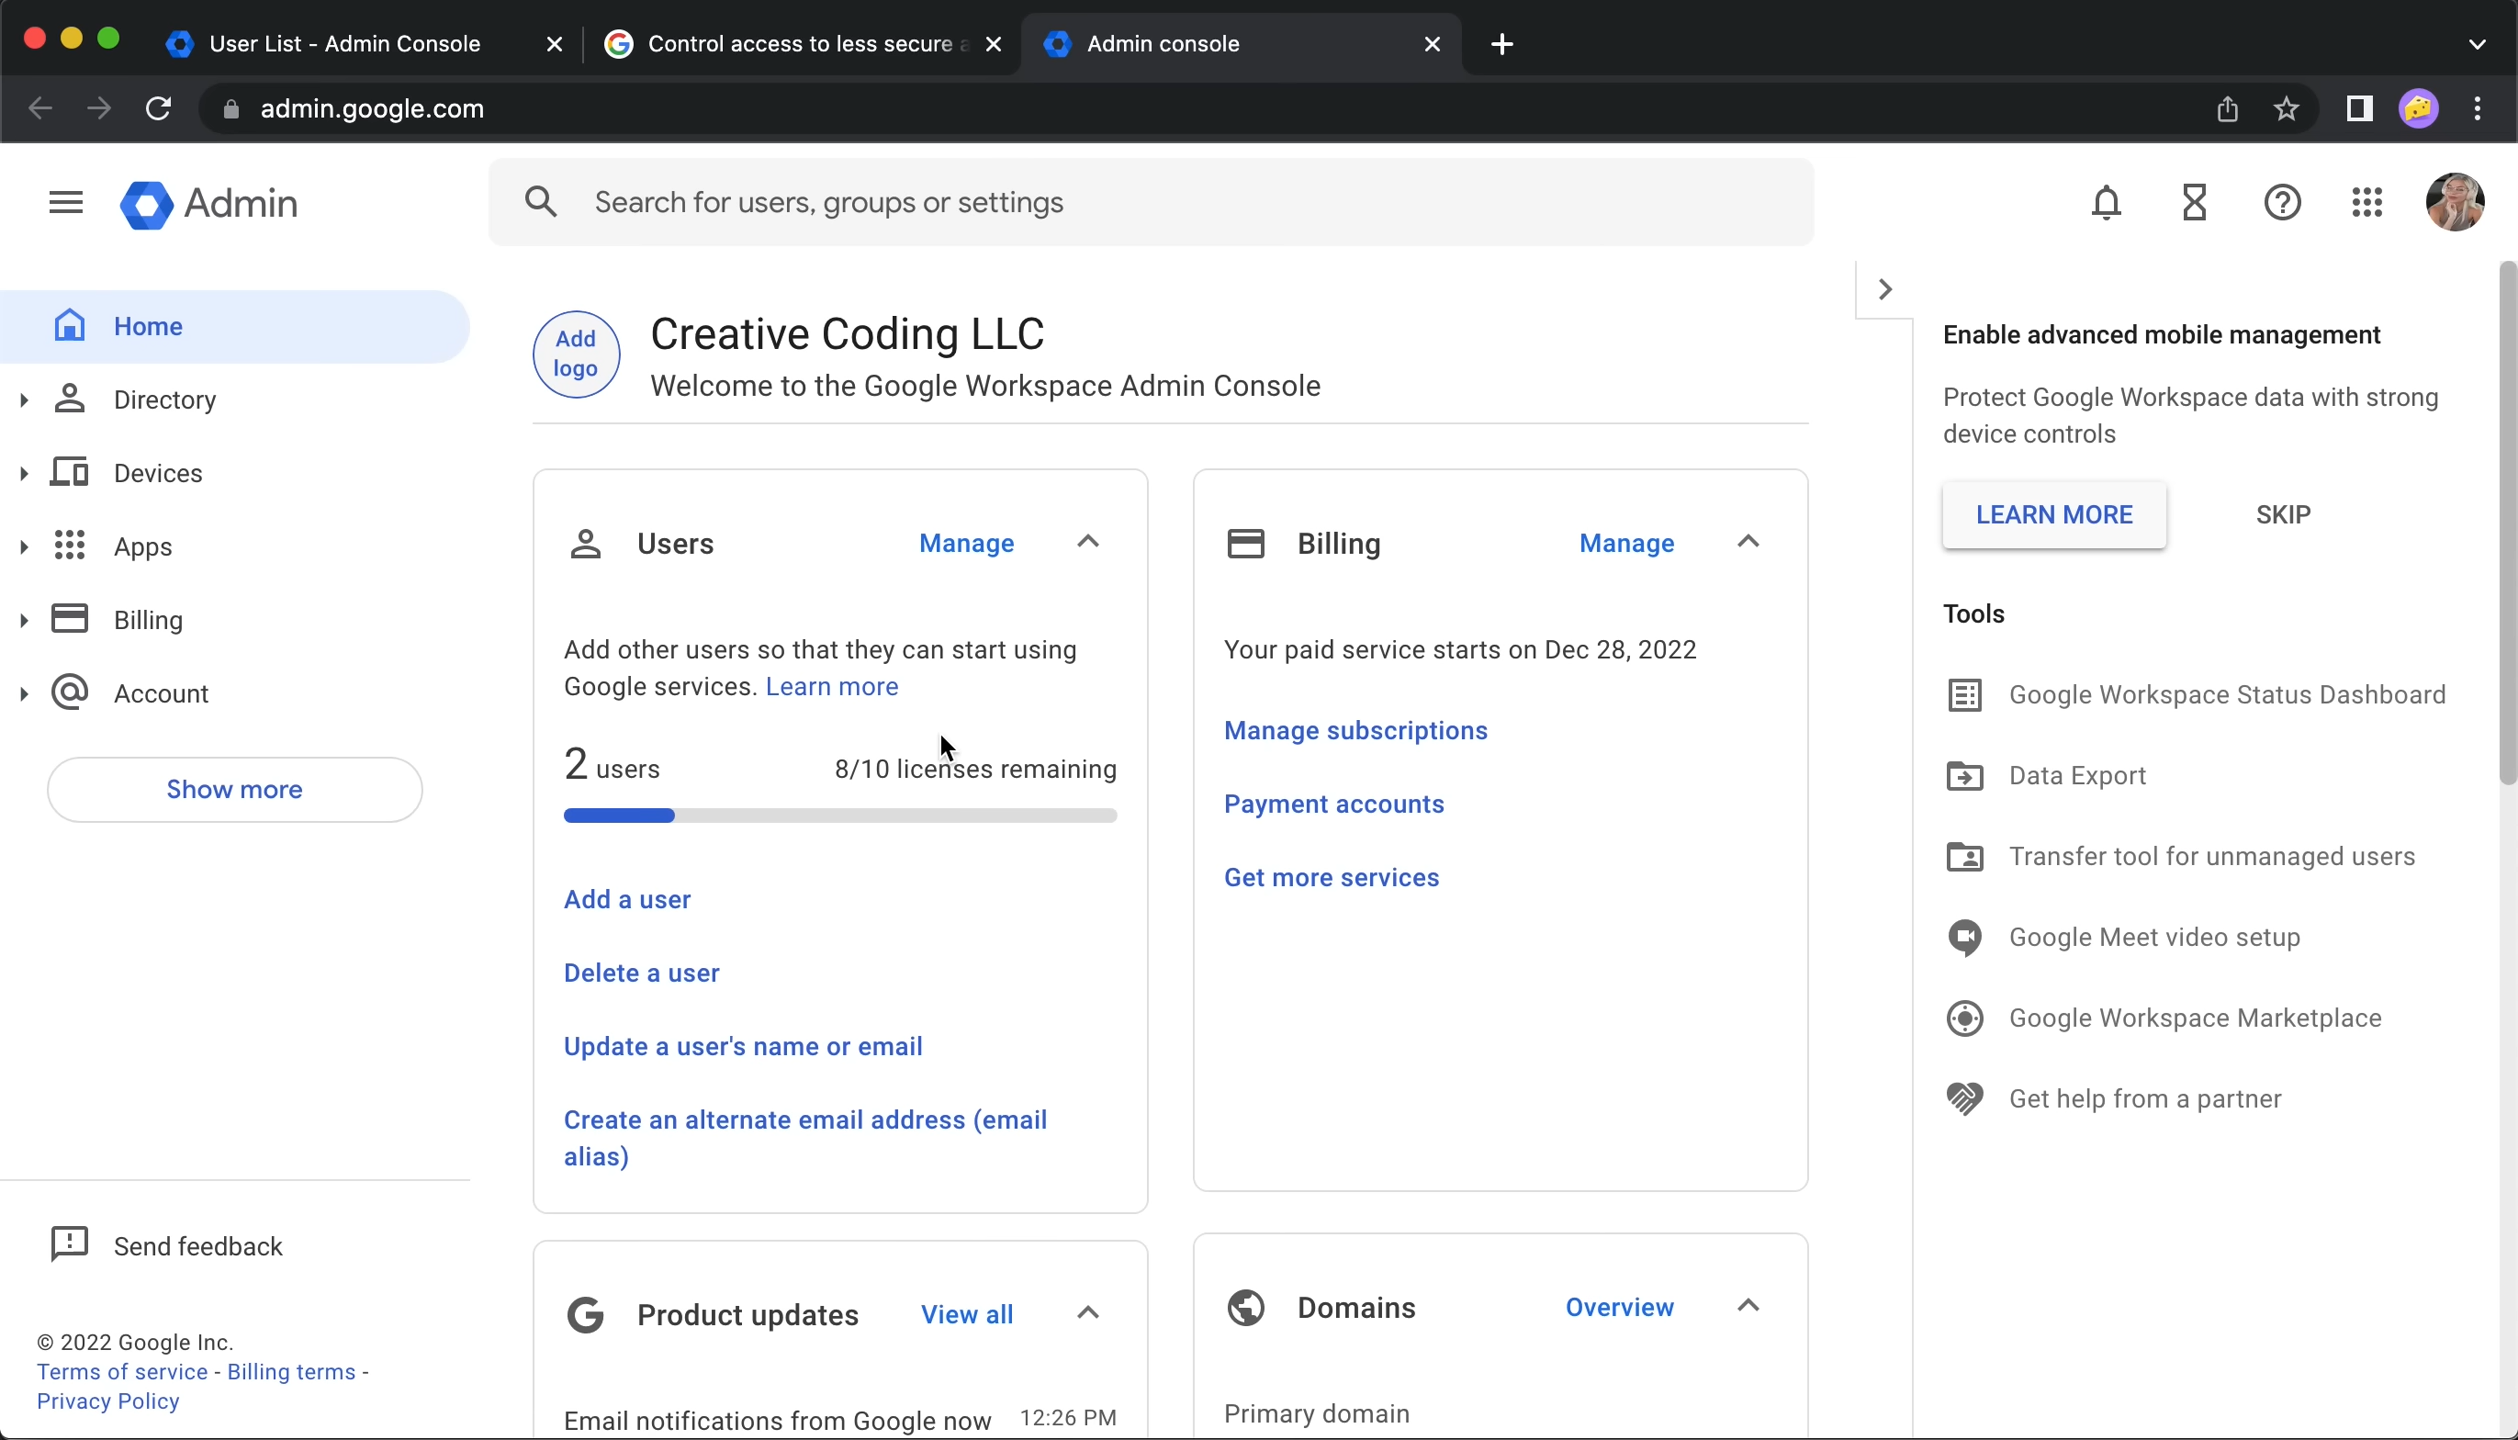 User List - Admin Console
Control access to less secure
Admin console
admin.google.com
Admin
Search for users, groups or settings
Home
Directory
Devices
Apps
Billing
Account
Show more
Send feedback
© 2022 Google Inc.
Terms of service - Billing terms -
Privacy Policy
Add
logo
Creative Coding LLC
Welcome to the Google Workspace Admin Console
Users
Manage
Add other users so that they can start using
Google services. Learn more
2 users
8/10 licenses remaining
Add a user
Delete a user
Update a user's name or email
Create an alternate email address (email
alias)
Billing
Manage
Your paid service starts on Dec 28, 2022
Manage subscriptions
Payment accounts
Get more services
Product updates
View all
Email notifications from Google now
12:26 PM
Domains
Overview
Primary domain
Enable advanced mobile management
Protect Google Workspace data with strong
device controls
LEARN MORE
SKIP
Tools
Google Workspace Status Dashboard
Data Export
Transfer tool for unmanaged users
Google Meet video setup
Google Workspace Marketplace
Get help from a partner